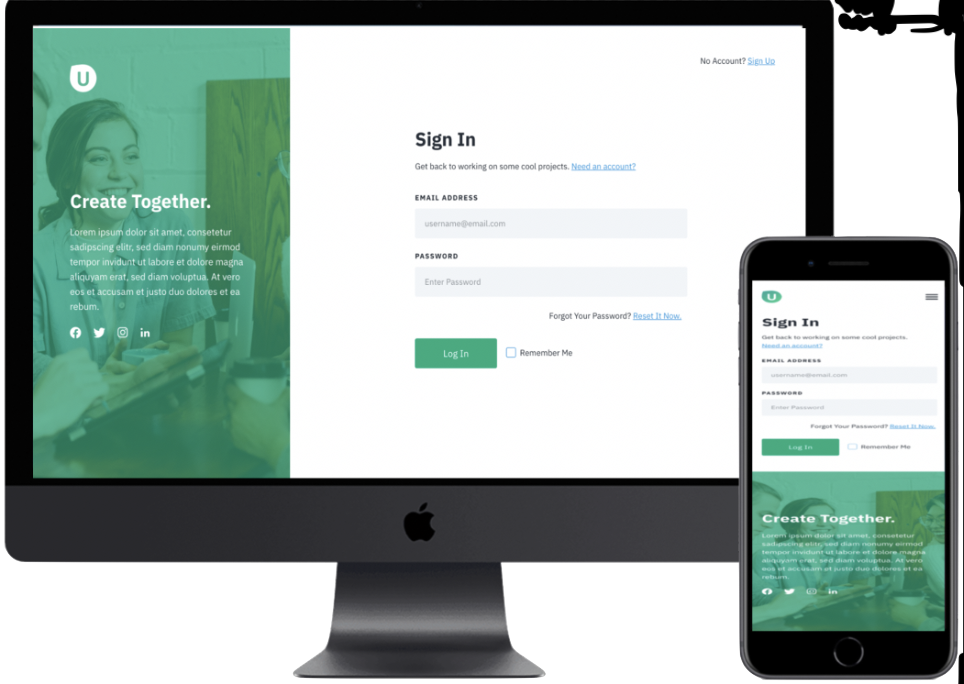 U
No Account? Sign Up
Sign In
Get back to working on some cool projects. Need an account?
EMAIL ADDRESS
username@email.com
PASSWORD
Enter Password
Forgot Your Password? Reset It Now.
Log In
Remember Me
Create Together.
Lorem ipsum dolor sit amet, consetetur
sadipscing elitr, sed diam nonumy eirmod
tempor invidunt ut labore et dolore magna
aliquyam erat, sed diam voluptua. At vero
eos et accusam et justo duo dolores et ea
rebum.
in
U
Sign In
Get back to working on some cool projects.
Need an account?
EMAIL ADDRESS
username@email.com
PASSWORD
Enter Password
Forgot Your Password? Reset It Now.
Log In
Remember Me
Create Together.
Lorem ipsum dolor sit amet, consetetur
sadipscing elitr, sed diam nonumy eirmod
tempor invidunt ut labore et dolore magna
aliquyam erat, sed diam voluptua. At vero
eos et accusam et justo duo dolores et ea
rebum.
in